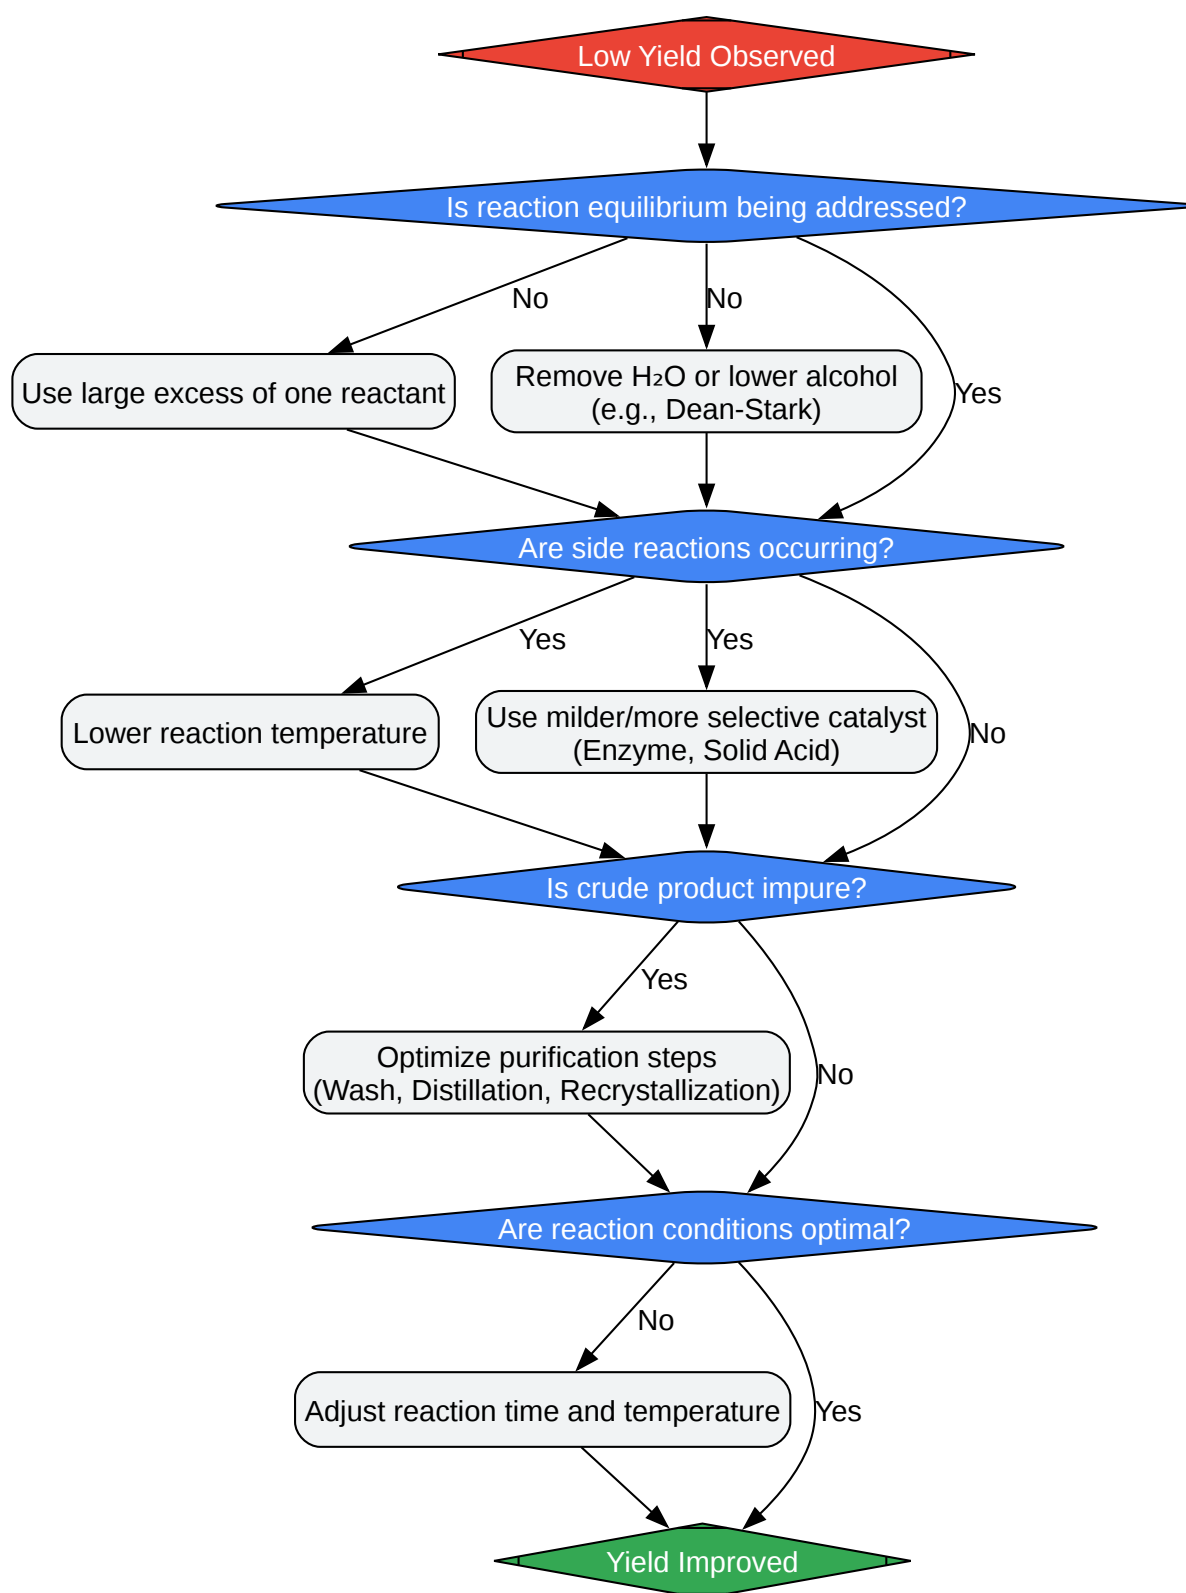 Low Yield Observed
Is reaction equilibrium being addressed?
No
No
Use large excess of one reactant
Remove H₂O or lower alcohol
(e.g., Dean-Stark)
Yes
Are side reactions occurring?
Yes
Yes
Lower reaction temperature
Use milder/more selective catalyst
(Enzyme, Solid Acid)
No
Is crude product impure?
Yes
Optimize purification steps
(Wash, Distillation, Recrystallization)
No
Are reaction conditions optimal?
No
Adjust reaction time and temperature
Yes
Yield Improved